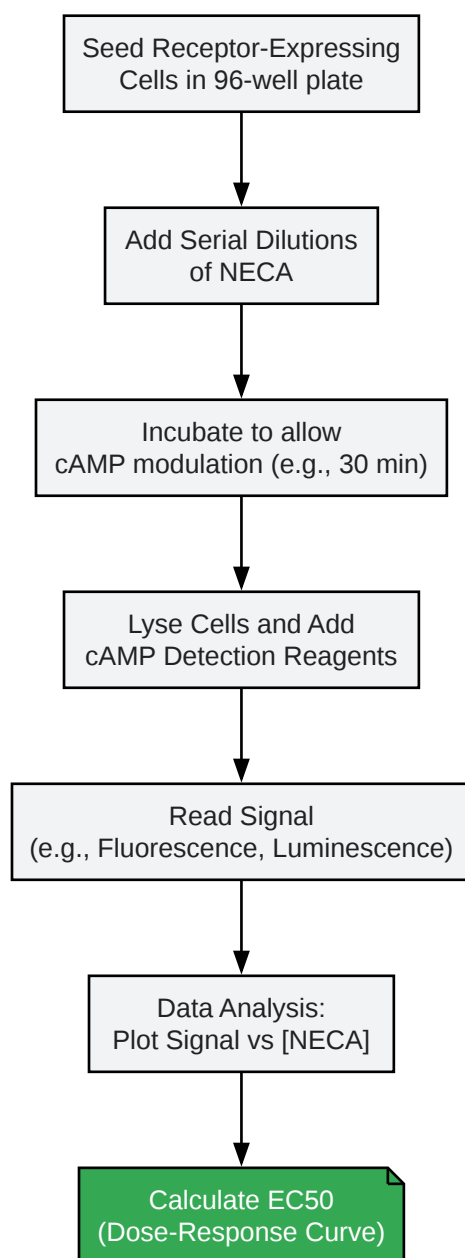 Seed Receptor-Expressing
Cells in 96-well plate
Add Serial Dilutions
of NECA
Incubate to allow
cAMP modulation (e.g., 30 min)
Lyse Cells and Add
cAMP Detection Reagents
Read Signal
(e.g., Fluorescence, Luminescence)
Data Analysis:
Plot Signal vs [NECA]
Calculate EC50
(Dose-Response Curve)